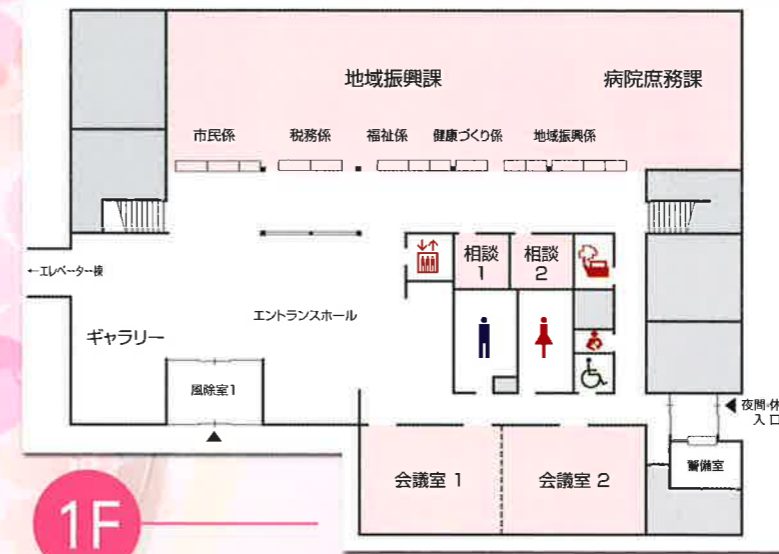 地域振興課
病院庶務課
市民係
税務係
福祉係
健康づくり係
地域振興係
相談
1
相談
2
←エレベーター棟
エントランスホール
ギャラリー
風除室1
夜間・休
入口
警備室
会議室 1
会議室 2
1F